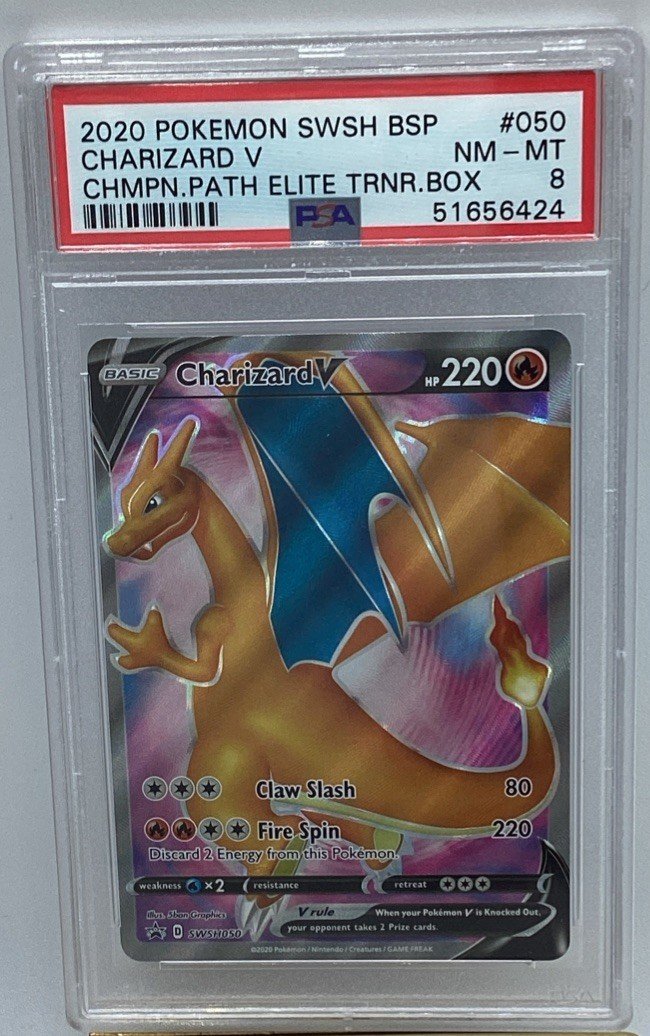 2020 POKEMON SWSH BSP #050
CHARIZARD V NM - MT
CHMPN.PATH ELITE TRNR.BOX 8
PSA 51656424
BASIC Charizard V HP 220
Claw Slash 80
Fire Spin 220
Discard 2 Energy from this Pokémon.
weakness ×2 resistance retreat
Illus. 5ban Graphics
V rule When your Pokémon V is Knocked Out,
your opponent takes 2 Prize cards.
D SWSH050
©2020 Pokémon / Nintendo / Creatures / GAME FREAK